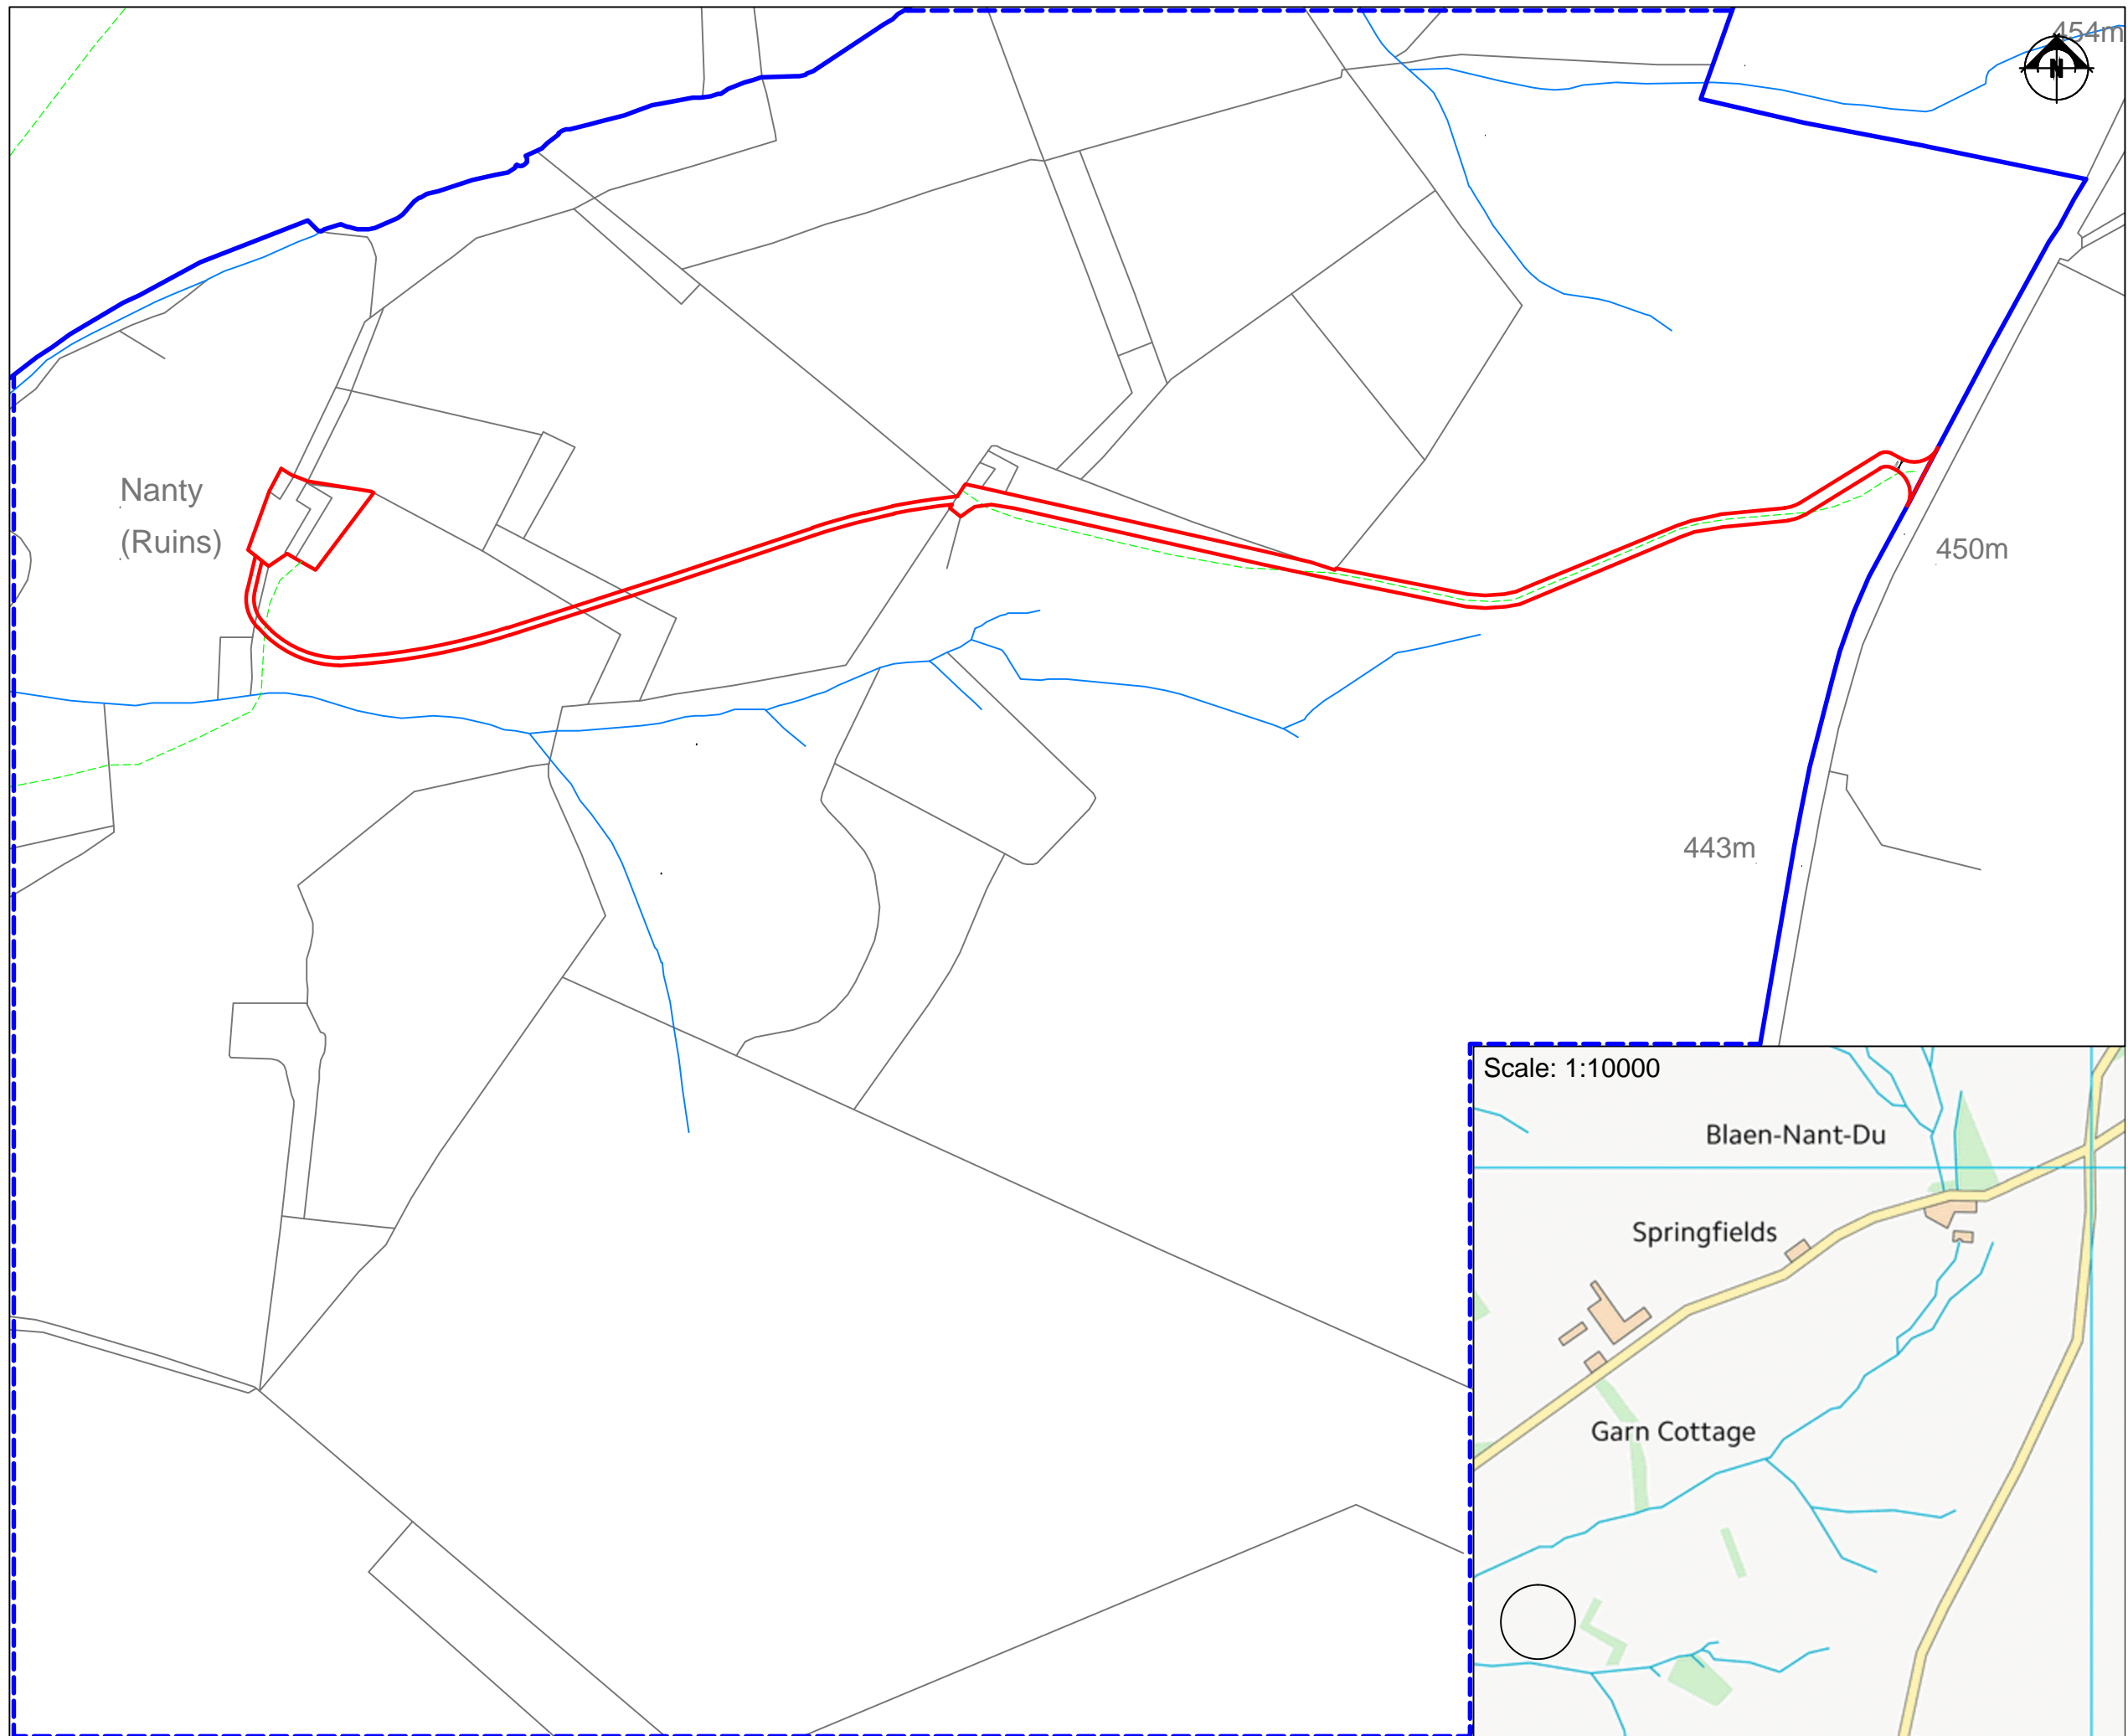 454m
N
Nanty
(Ruins)
450m
443m
Scale: 1:10000
Blaen-Nant-Du
Springfields
Garn Cottage